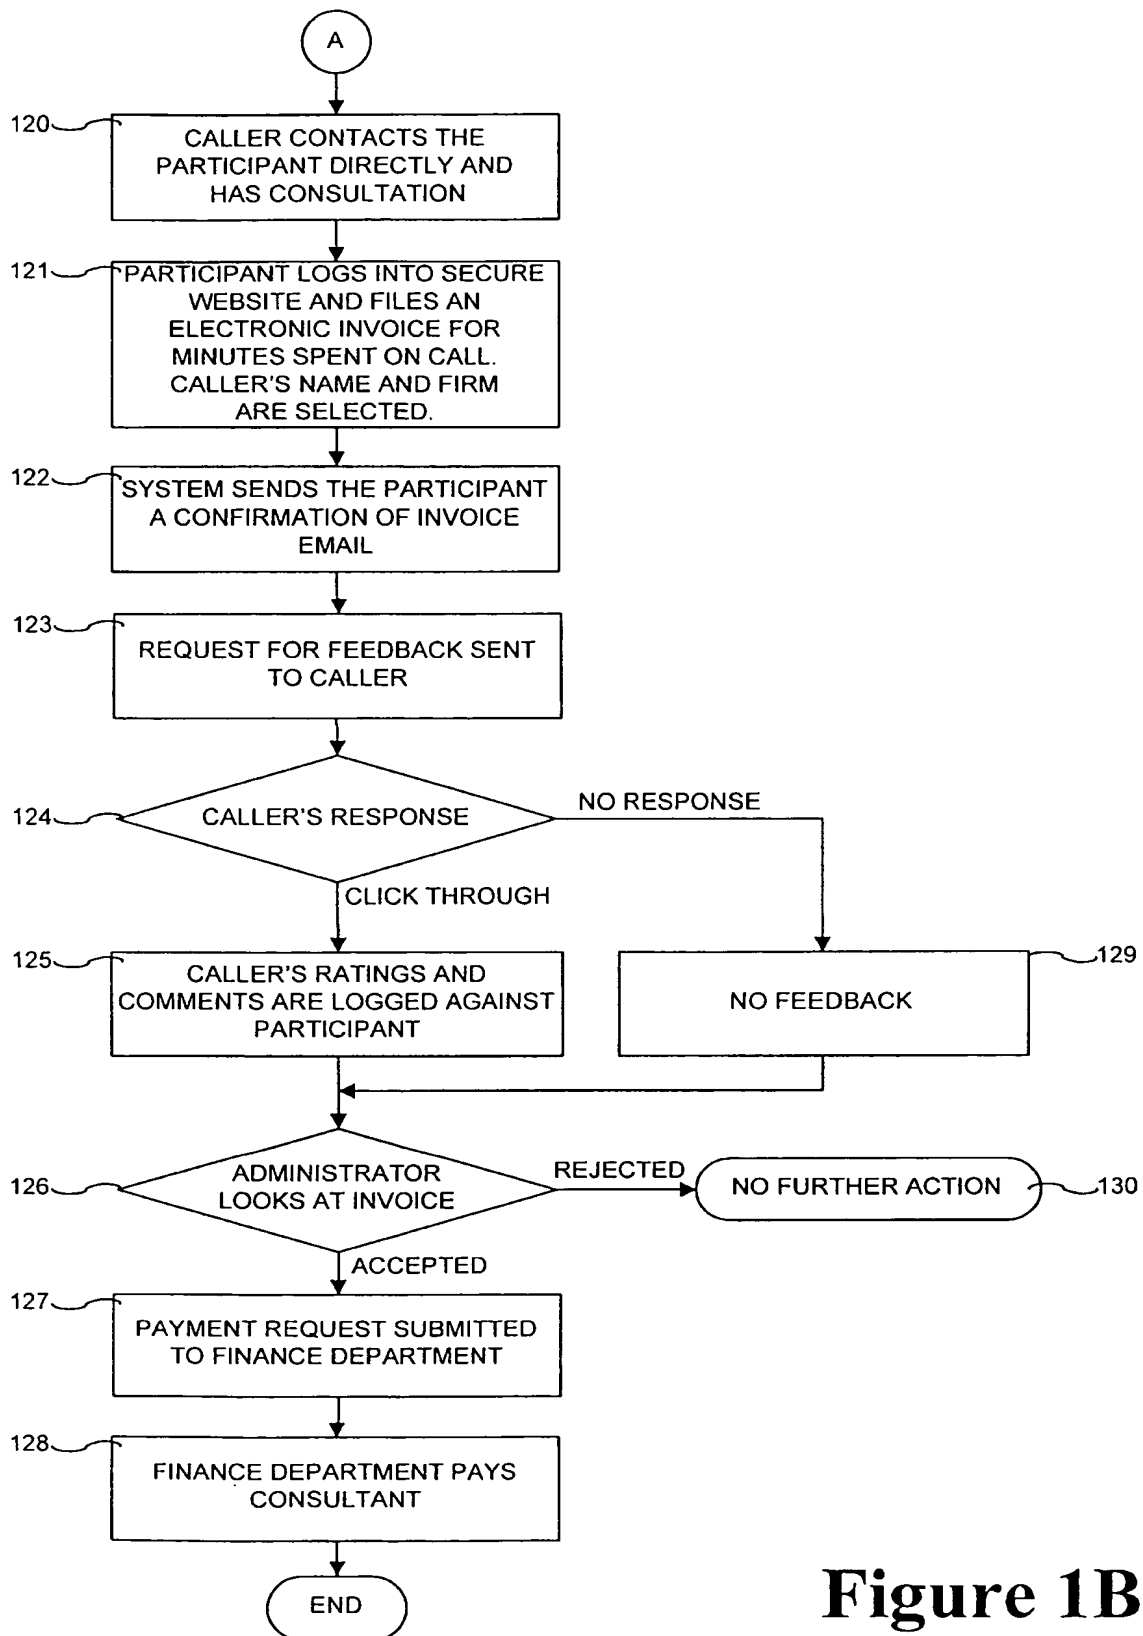 A
120
CALLER CONTACTS THE
PARTICIPANT DIRECTLY AND
HAS CONSULTATION
121
PARTICIPANT LOGS INTO SECURE
WEBSITE AND FILES AN
ELECTRONIC INVOICE FOR
MINUTES SPENT ON CALL.
CALLER'S NAME AND FIRM
ARE SELECTED.
122
SYSTEM SENDS THE PARTICIPANT
A CONFIRMATION OF INVOICE
EMAIL
123
REQUEST FOR FEEDBACK SENT
TO CALLER
124
CALLER'S RESPONSE
NO RESPONSE
CLICK THROUGH
125
CALLER'S RATINGS AND
COMMENTS ARE LOGGED AGAINST
PARTICIPANT
NO FEEDBACK
129
126
ADMINISTRATOR
LOOKS AT INVOICE
REJECTED
NO FURTHER ACTION
130
ACCEPTED
127
PAYMENT REQUEST SUBMITTED
TO FINANCE DEPARTMENT
128
FINANCE DEPARTMENT PAYS
CONSULTANT
END
Figure 1B